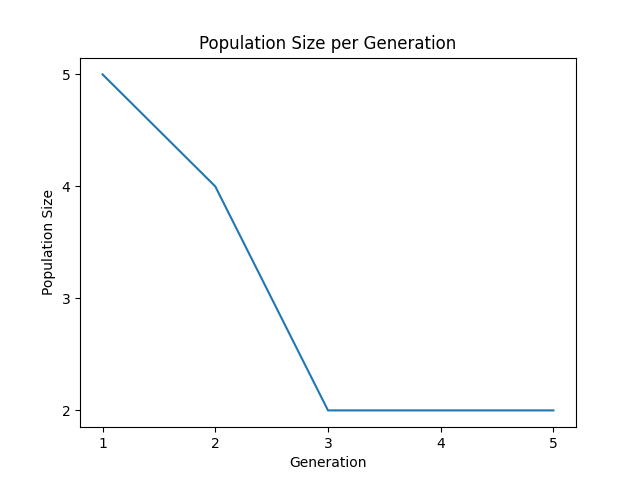 Population Size per Generation
5
4
3
2
Population Size
1 2 3 4 5
Generation